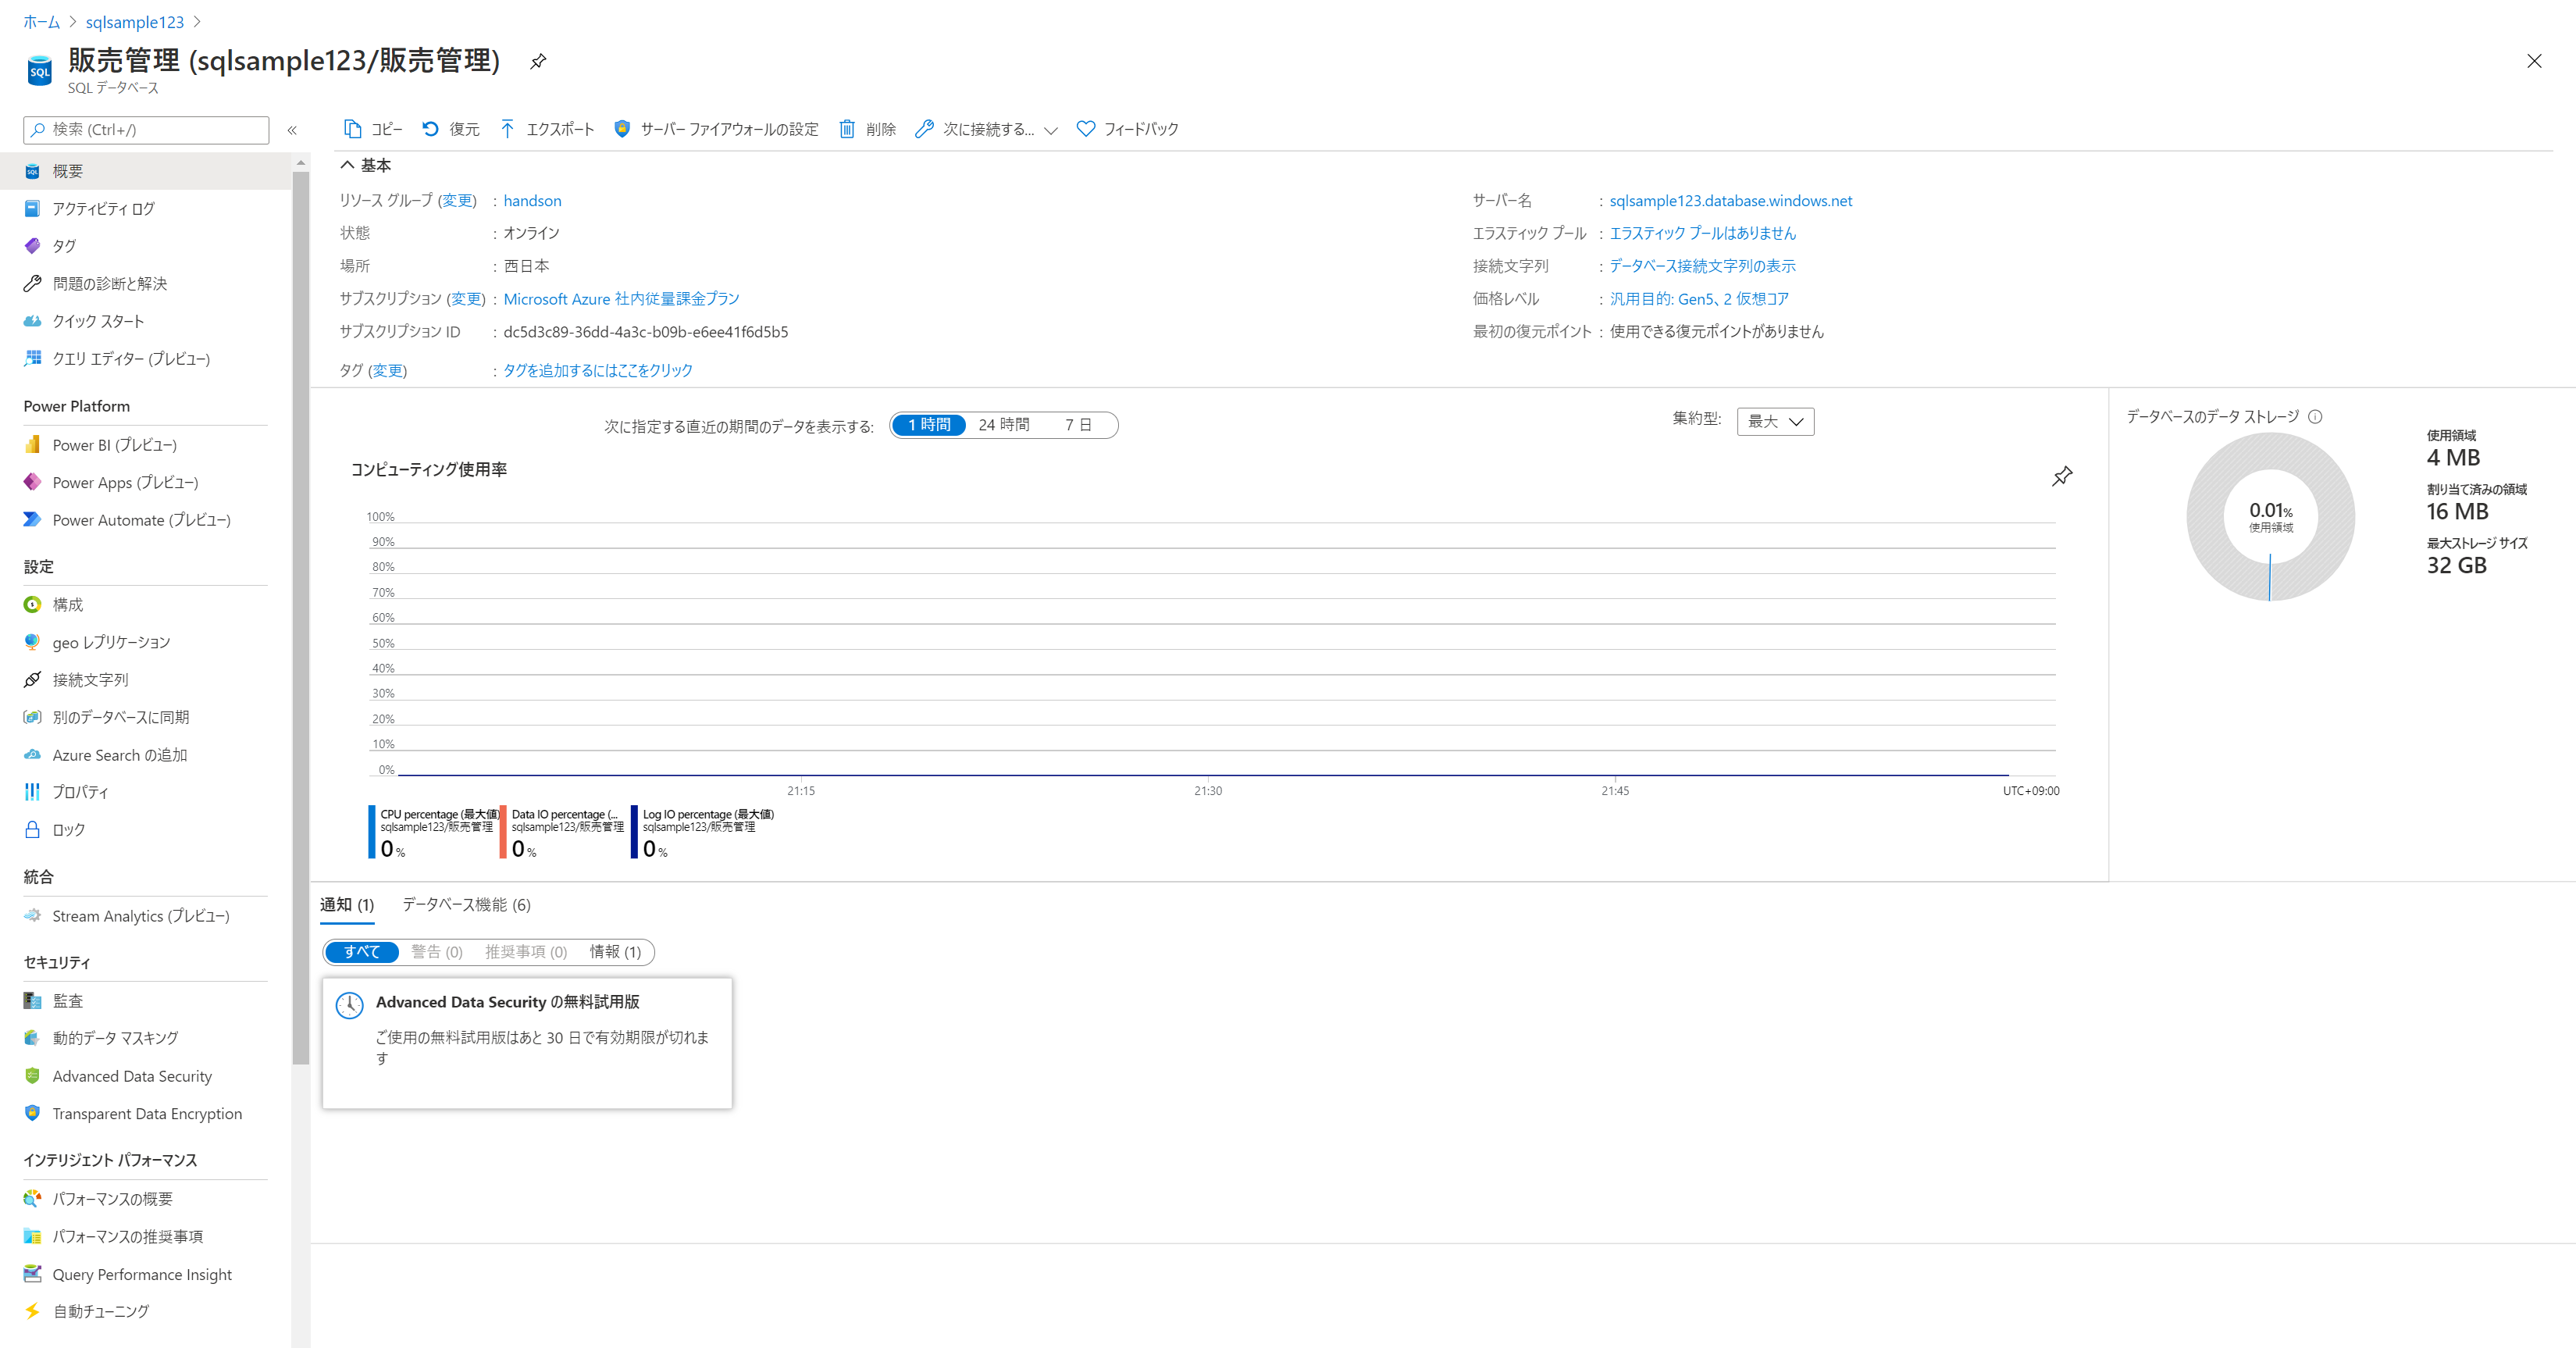 ホーム > sqlsample123 >
販売管理 (sqlsample123/販売管理)
SQL データベース
検索 (Ctrl+/)
«
コピー 復元 エクスポート サーバー ファイアウォールの設定 削除 次に接続する... フィードバック
概要
アクティビティ ログ
タグ
問題の診断と解決
クイック スタート
クエリ エディター (プレビュー)
Power Platform
Power BI (プレビュー)
Power Apps (プレビュー)
Power Automate (プレビュー)
設定
構成
geo レプリケーション
接続文字列
別のデータベースに同期
Azure Search の追加
プロパティ
ロック
統合
Stream Analytics (プレビュー)
セキュリティ
監査
動的データ マスキング
Advanced Data Security
Transparent Data Encryption
インテリジェント パフォーマンス
パフォーマンスの概要
パフォーマンスの推奨事項
Query Performance Insight
自動チューニング
基本
リソース グループ (変更) : handson
状態 : オンライン
場所 : 西日本
サブスクリプション (変更) : Microsoft Azure 社内従量課金プラン
サブスクリプション ID : dc5d3c89-36dd-4a3c-b09b-e6ee41f6d5b5
タグ (変更) : タグを追加するにはここをクリック
サーバー名 : sqlsample123.database.windows.net
エラスティック プール : エラスティック プールはありません
接続文字列 : データベース接続文字列の表示
価格レベル : 汎用目的: Gen5、2 仮想コア
最初の復元ポイント : 使用できる復元ポイントがありません
次に指定する直近の期間のデータを表示する: 1 時間 24 時間 7 日
集約型: 最大
コンピューティング使用率
100%
90%
80%
70%
60%
50%
40%
30%
20%
10%
0%
21:15 21:30 21:45 UTC+09:00
CPU percentage (最大値)
sqlsample123/販売管理
0 %
Data IO percentage (...
sqlsample123/販売管理
0 %
Log IO percentage (最大値)
sqlsample123/販売管理
0 %
データベースのデータ ストレージ
0.01%
使用領域
使用領域
4 MB
割り当て済みの領域
16 MB
最大ストレージ サイズ
32 GB
通知 (1) データベース機能 (6)
すべて 警告 (0) 推奨事項 (0) 情報 (1)
Advanced Data Security の無料試用版
ご使用の無料試用版はあと 30 日で有効期限が切れま
す